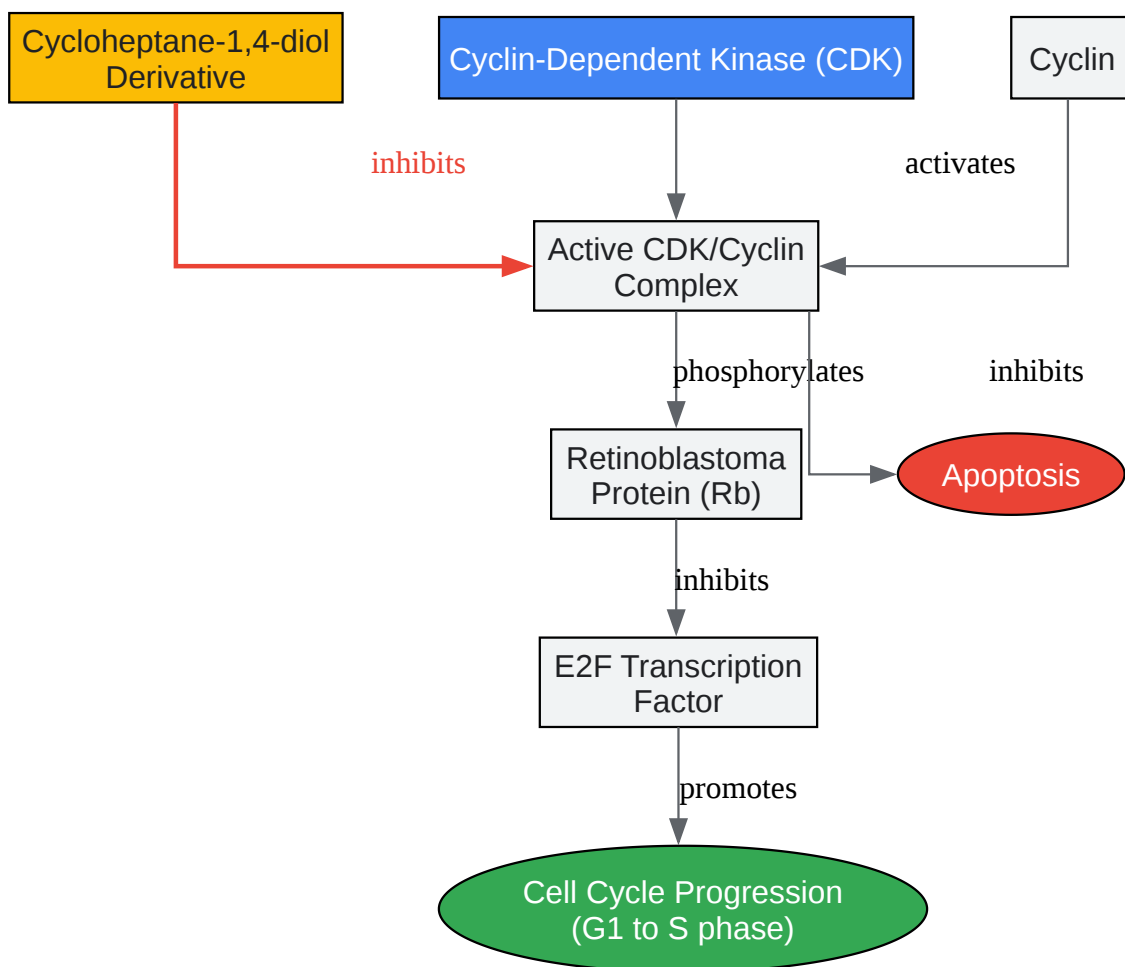 Cycloheptane-1,4-diol
Derivative
Cyclin-Dependent Kinase (CDK)
Cyclin
inhibits
activates
Active CDK/Cyclin
Complex
phosphorylates
inhibits
Retinoblastoma
Protein (Rb)
Apoptosis
inhibits
E2F Transcription
Factor
promotes
Cell Cycle Progression
(G1 to S phase)